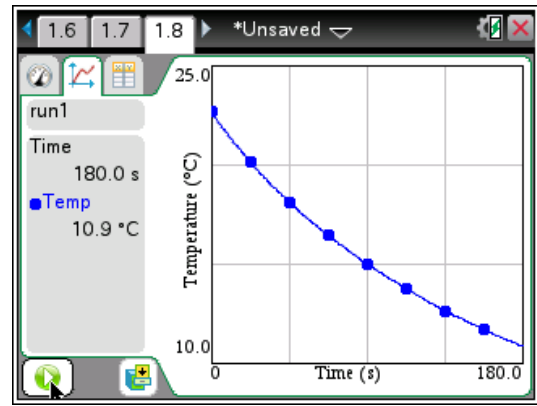 1.6 1.7 1.8 *Unsaved
run1
Time
180.0 s
Temp
10.9 °C
25.0
Temperature (°C)
10.0
0 Time (s) 180.0